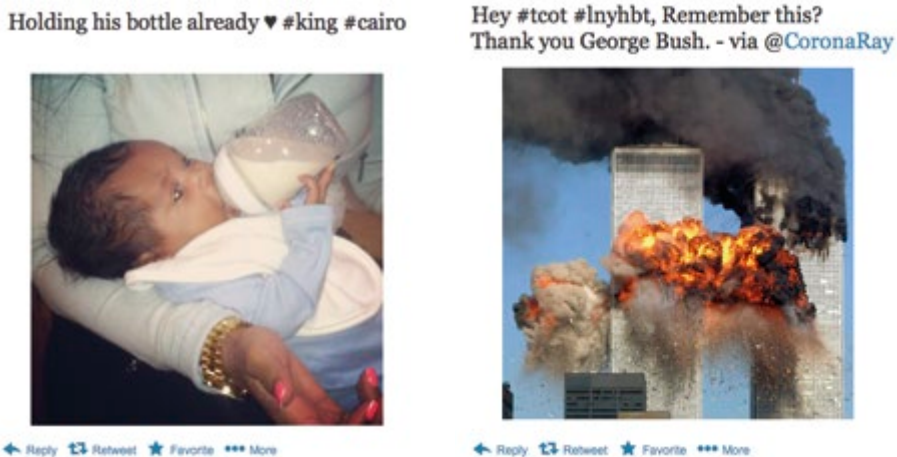 Holding his bottle already ♥ #king #cairo
Reply Retweet Favorite ••• More
Hey #tcot #lnyhbt, Remember this?
Thank you George Bush. - via @CoronaRay
Reply Retweet Favorite ••• More